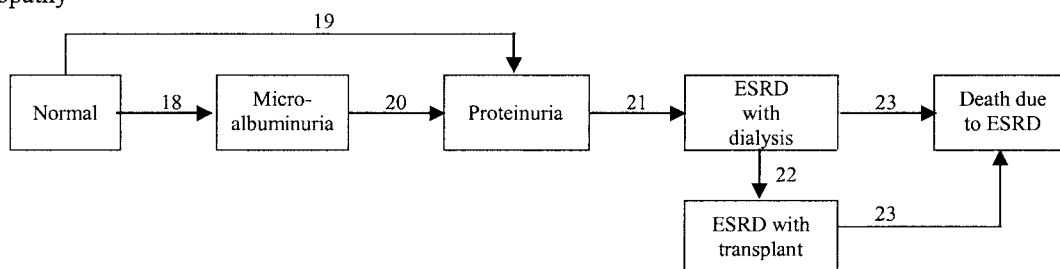 opathy
19
Normal
18
Micro-
albuminuria
20
Proteinuria
21
ESRD
with
dialysis
23
Death due
to ESRD
22
ESRD with
transplant
23